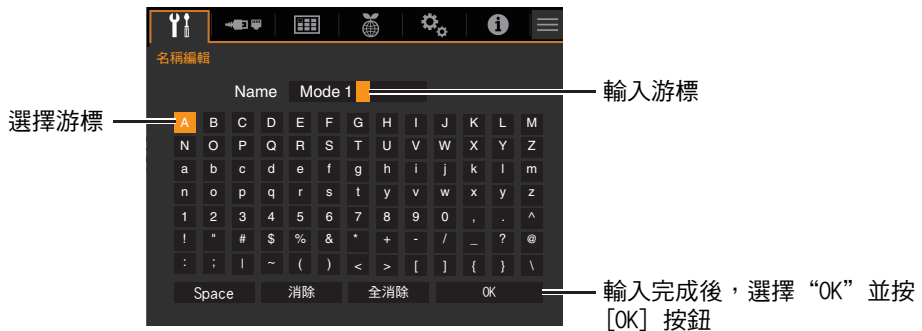 名稱編輯
Name Mode 1
輸入游標
選擇游標
A B C D E F G H I J K L M
N O P Q R S T U V W X Y Z
a b c d e f g h i j k l m
n o p q r s t y v w x y z
1 2 3 4 5 6 7 8 9 0 , . ^
! " # $ % & * + - / _ ? @
: ; | ~ ( ) < > [ ] { } \
Space 消除 全消除 OK
輸入完成後，選擇“OK”並按
[OK] 按鈕